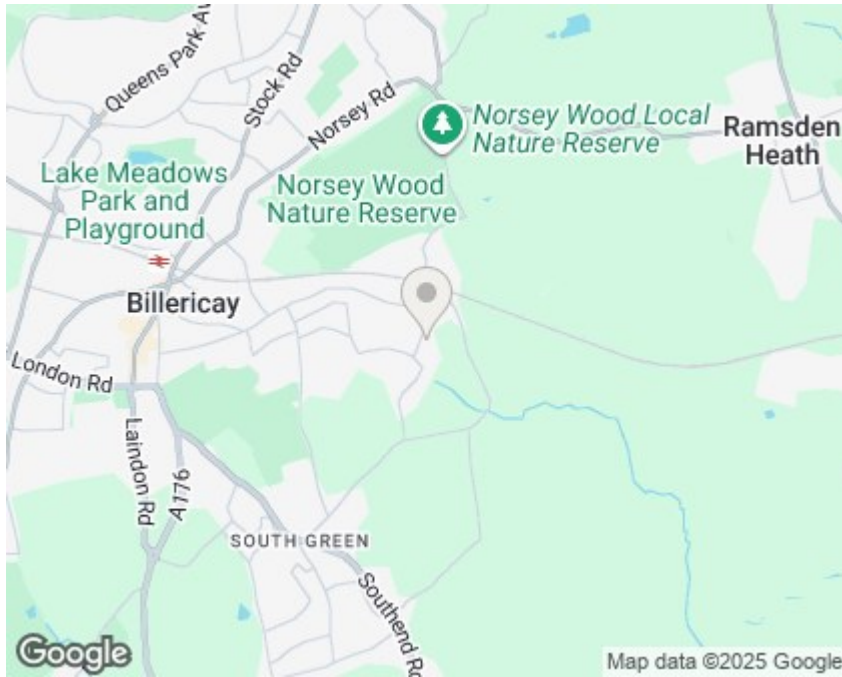 Queens Park Av
Stock Rd
Norsey Rd
Norsey Wood Local
Nature Reserve
Ramsden
Heath
Lake Meadows
Park and
Playground
Norsey Wood
Nature Reserve
Billericay
London Rd
Laindon Rd
A176
SOUTH GREEN
Southend Rd
Google
Map data ©2025 Google